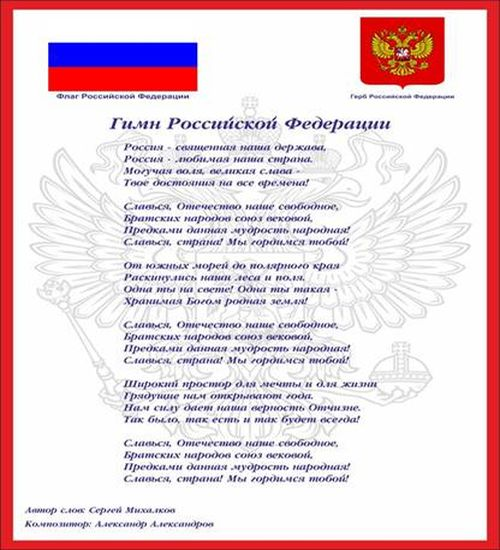 Флаг Российской Федерации
Герб Российской Федерации
Гимн Российской Федерации
Россия - священная наша держава,
Россия - любимая наша страна.
Могучая воля, великая слава -
Твое достояния на все времена!
Славься, Отечество наше свободное,
Братских народов союз вековой,
Предками данная мудрость народная!
Славься, страна! Мы гордимся тобой!
От южных морей до полярного края
Раскинулись наши леса и поля.
Одна ты на свете! Одна ты такая -
Хранимая Богом родная земля!
Славься, Отечество наше свободное,
Братских народов союз вековой,
Предками данная мудрость народная!
Славься, страна! Мы гордимся тобой!
Широкий простор для мечты и для жизни
Грядущие нам открывают года.
Нам силу дает наша верность Отчизне.
Так было, так есть и так будет всегда!
Славься, Отечество наше свободное,
Братских народов союз вековой,
Предками данная мудрость народная!
Славься, страна! Мы гордимся тобой!
Автор слов: Сергей Михалков
Композитор: Александр Александров